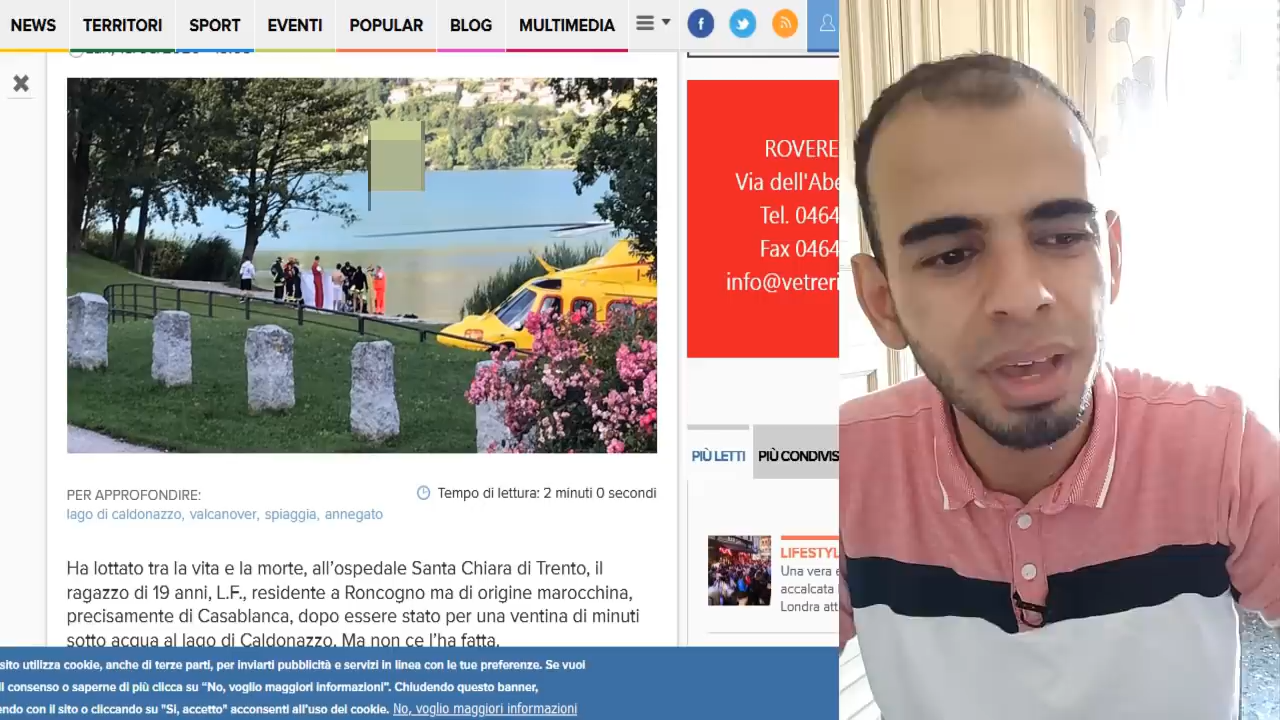 NEWS
TERRITORI
SPORT
EVENTI
POPULAR
BLOG
MULTIMEDIA
PER APPROFONDIRE:
Tempo di lettura: 2 minuti 0 secondi
lago di caldonazzo, valcanover, spiaggia, annegato
Ha lottato tra la vita e la morte, all'ospedale Santa Chiara di Trento, il
ragazzo di 19 anni, L.F., residente a Roncogno ma di origine marocchina,
precisamente di Casablanca, dopo essere stato per una ventina di minuti
sotto acqua al lago di Caldonazzo. Ma non ce l'ha fatta.
sito utilizza cookie, anche di terze parti, per inviarti pubblicità e servizi in linea con le tue preferenze. Se vuoi
il consenso o saperne di più clicca su "No, voglio maggiori informazioni". Chiudendo questo banner,
endo con il sito o cliccando su "Si, accetto" acconsenti all'uso dei cookie. No, voglio maggiori informazioni
ROVERE
Via dell'Abe
Tel. 0464
Fax 0464
info@vetreri
PIÙ LETTI
PIÙ CONDIVIS
LIFESTYL
Una vera e
accalcata
Londra att